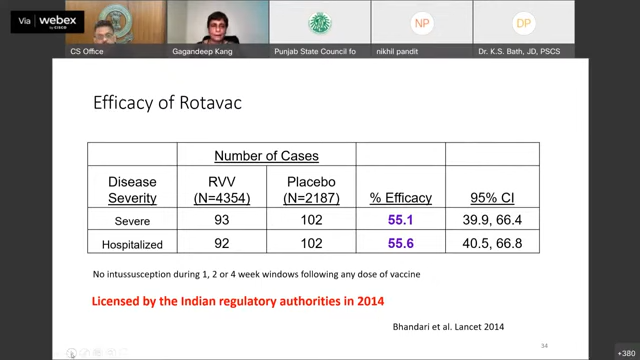 Via webex
BY CISCO
NP
DP
CS Office
Gagandeep Kang
Punjab State Council fo
nikhil pandit
Dr. K.S. Bath, JD, PSCS
Efficacy of Rotavac
Number of Cases
Disease Severity RVV (N=4354) Placebo (N=2187) % Efficacy 95% CI
Severe 93 102 55.1 39.9, 66.4
Hospitalized 92 102 55.6 40.5, 66.8
No intussusception during 1, 2 or 4 week windows following any dose of vaccine
Licensed by the Indian regulatory authorities in 2014
Bhandari et al. Lancet 2014
34
+380